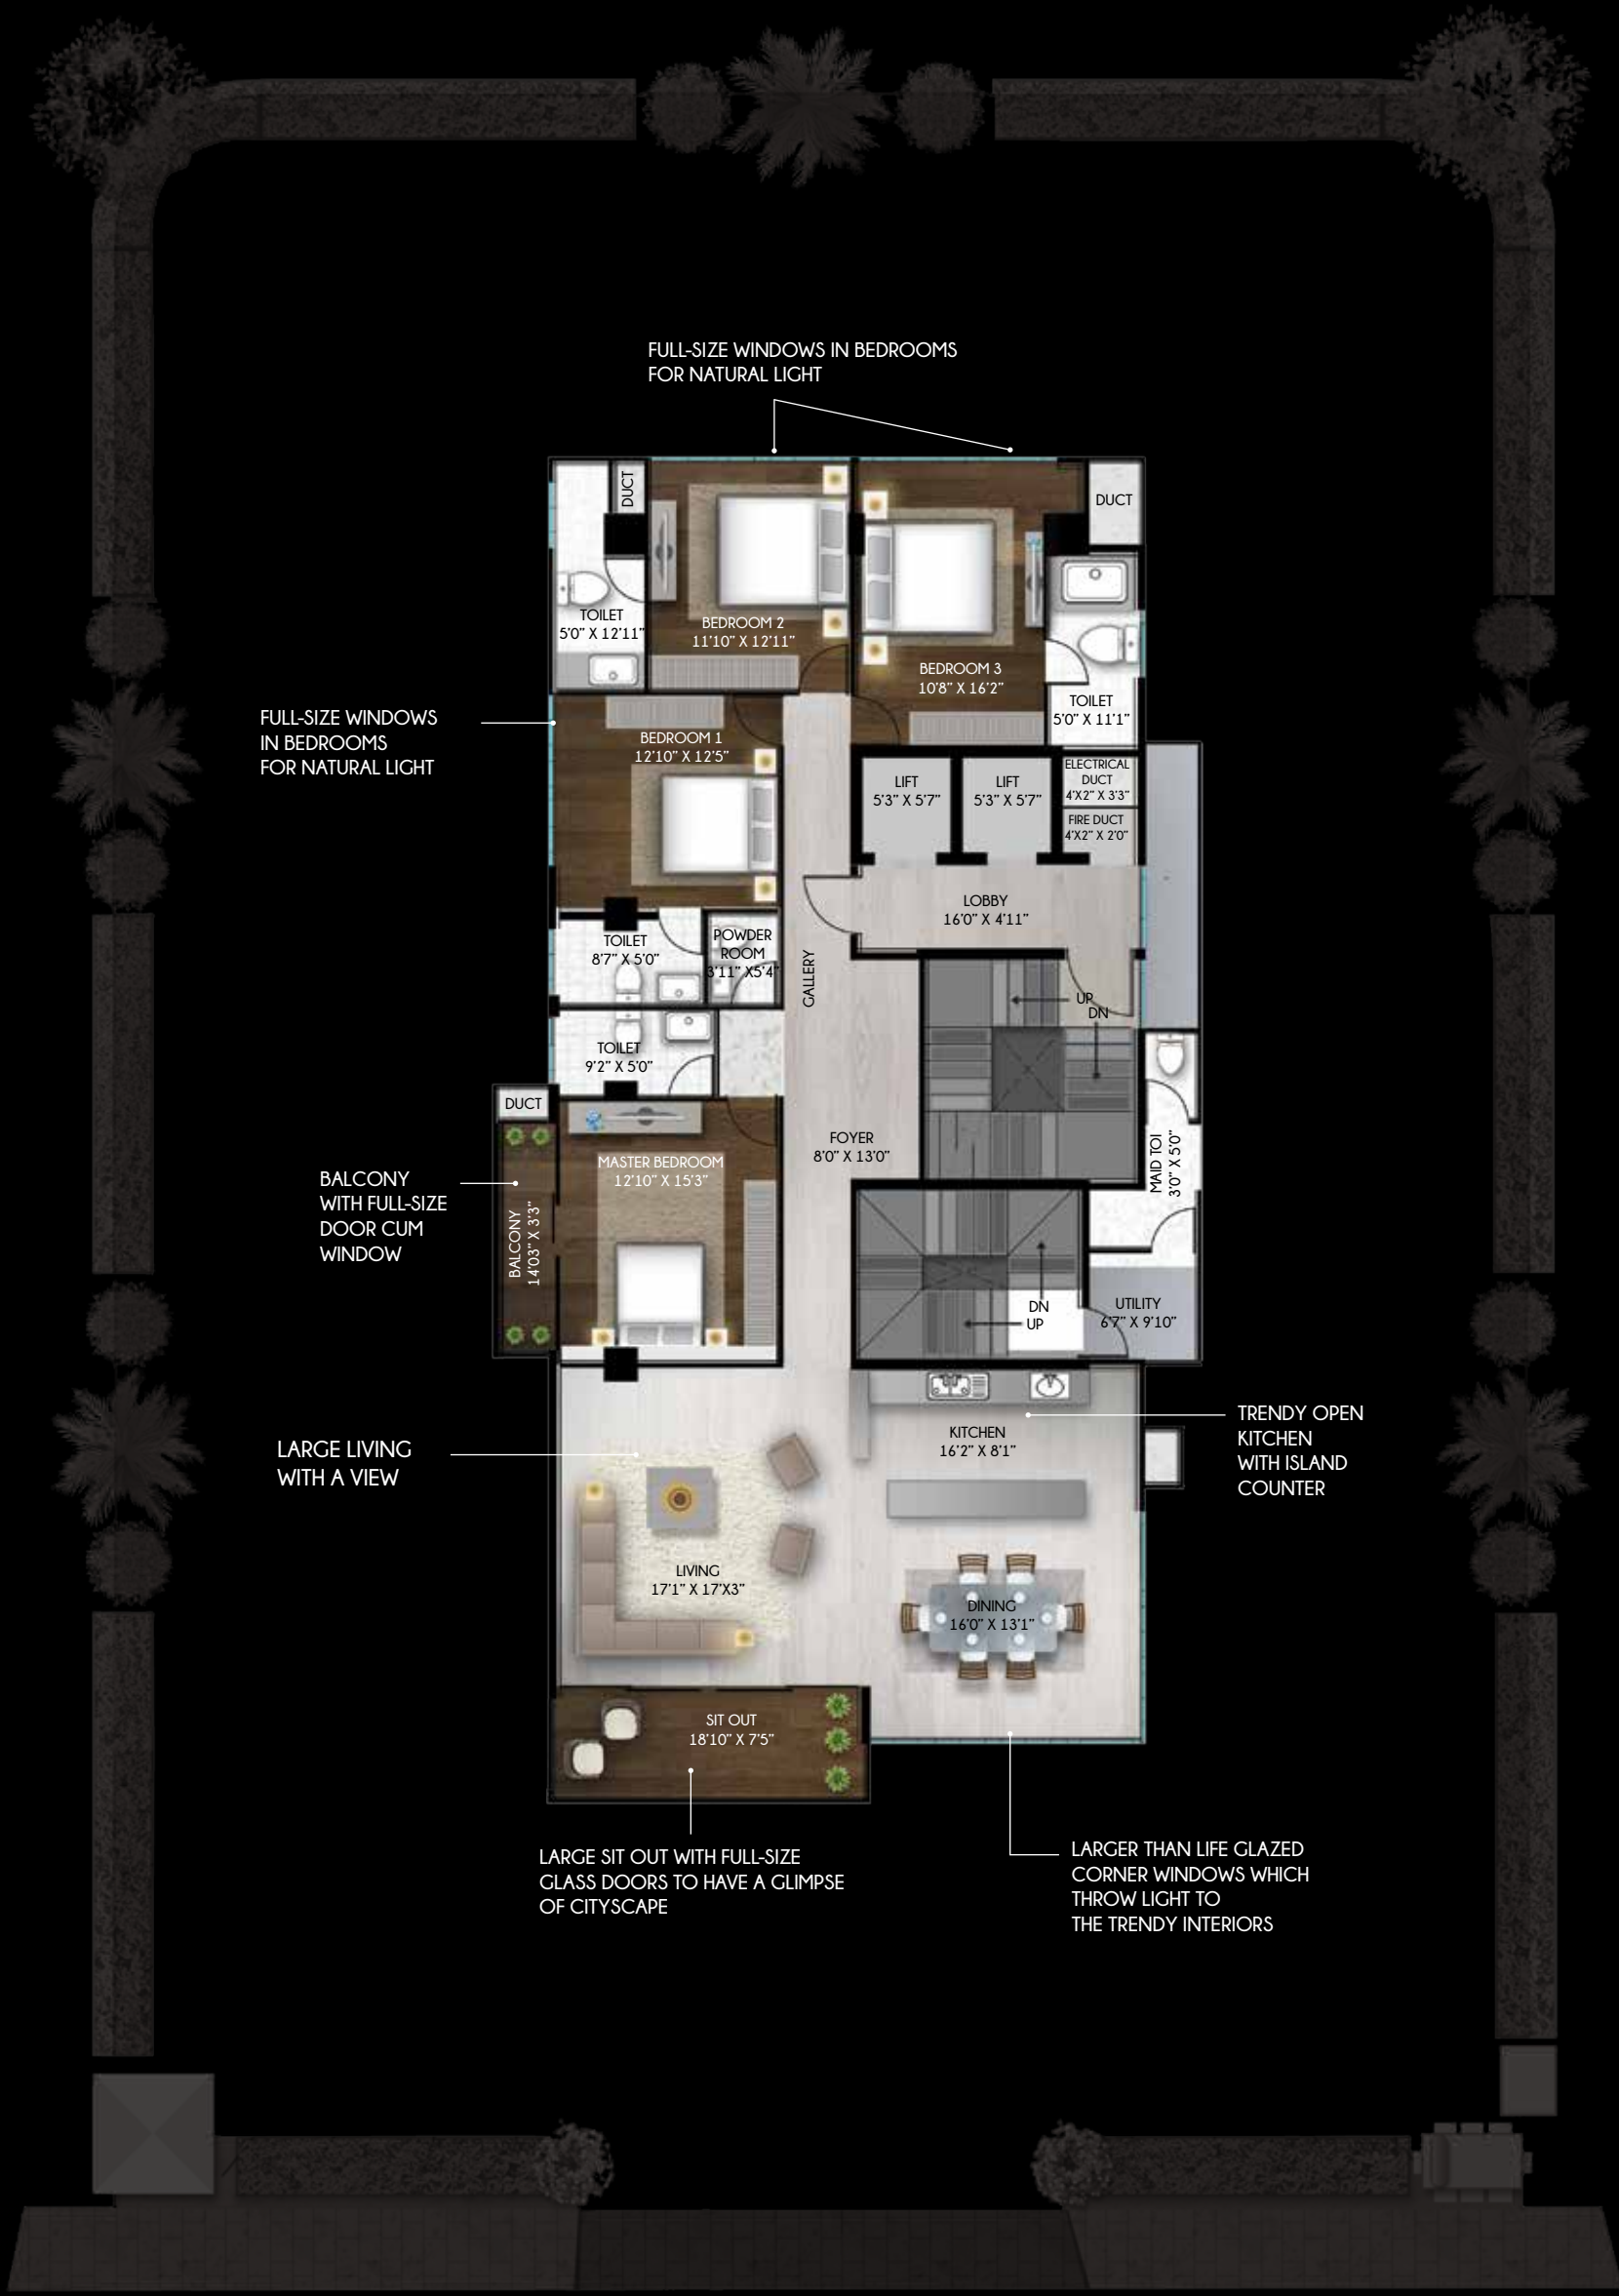 FULL-SIZE WINDOWS IN BEDROOMS
FOR NATURAL LIGHT
DUCT
DUCT
TOILET
5'0" X 12'11"
BEDROOM 2
11'10" X 12'11"
BEDROOM 3
10'8" X 16'2"
TOILET
5'0" X 11'1"
FULL-SIZE WINDOWS
IN BEDROOMS
FOR NATURAL LIGHT
BEDROOM 1
12'10" X 12'5"
LIFT
5'3" X 5'7"
LIFT
5'3" X 5'7"
ELECTRICAL
DUCT
4'X2" X 3'3"
FIRE DUCT
4'X2" X 2'0"
LOBBY
16'0" X 4'11"
TOILET
8'7" X 5'0"
POWDER
ROOM
3'11" X5'4"
GALLERY
UP
DN
TOILET
9'2" X 5'0"
DUCT
FOYER
8'0" X 13'0"
MAID TOI
3'0" X 5'0"
MASTER BEDROOM
12'10" X 15'3"
BALCONY
WITH FULL-SIZE
DOOR CUM
WINDOW
BALCONY
14'03" X 3'3"
DN
UP
UTILITY
6'7" X 9'10"
TRENDY OPEN
KITCHEN
WITH ISLAND
COUNTER
KITCHEN
16'2" X 8'1"
LARGE LIVING
WITH A VIEW
LIVING
17'1" X 17'X3"
DINING
16'0" X 13'1"
SIT OUT
18'10" X 7'5"
LARGE SIT OUT WITH FULL-SIZE
GLASS DOORS TO HAVE A GLIMPSE
OF CITYSCAPE
LARGER THAN LIFE GLAZED
CORNER WINDOWS WHICH
THROW LIGHT TO
THE TRENDY INTERIORS